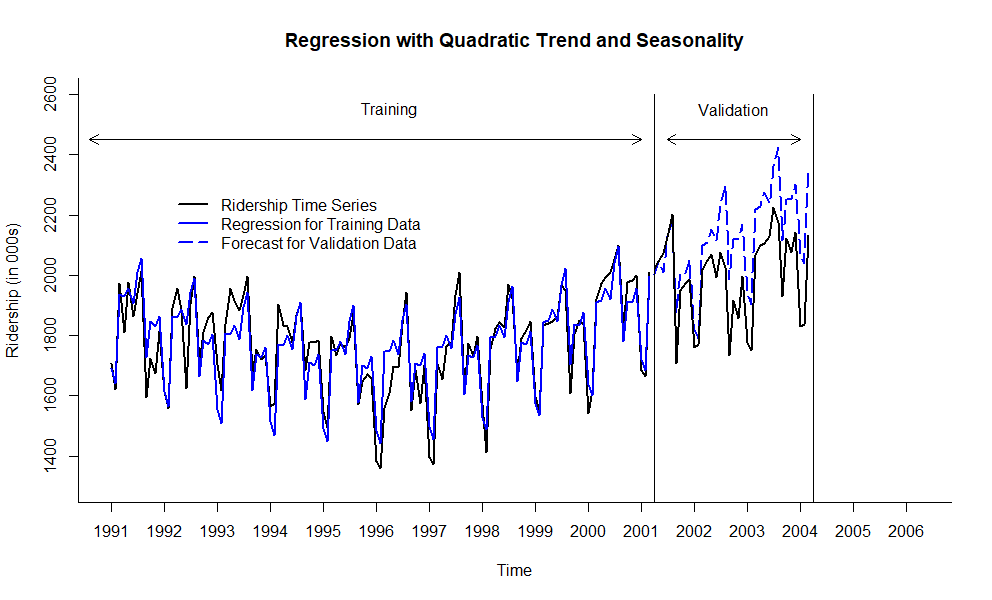 Regression with Quadratic Trend and Seasonality
Training
Validation
Ridership Time Series
Regression for Training Data
Forecast for Validation Data
Ridership (in 000s)
2600
2400
2200
2000
1800
1600
1400
1991 1992 1993 1994 1995 1996 1997 1998 1999 2000 2001 2002 2003 2004 2005 2006
Time